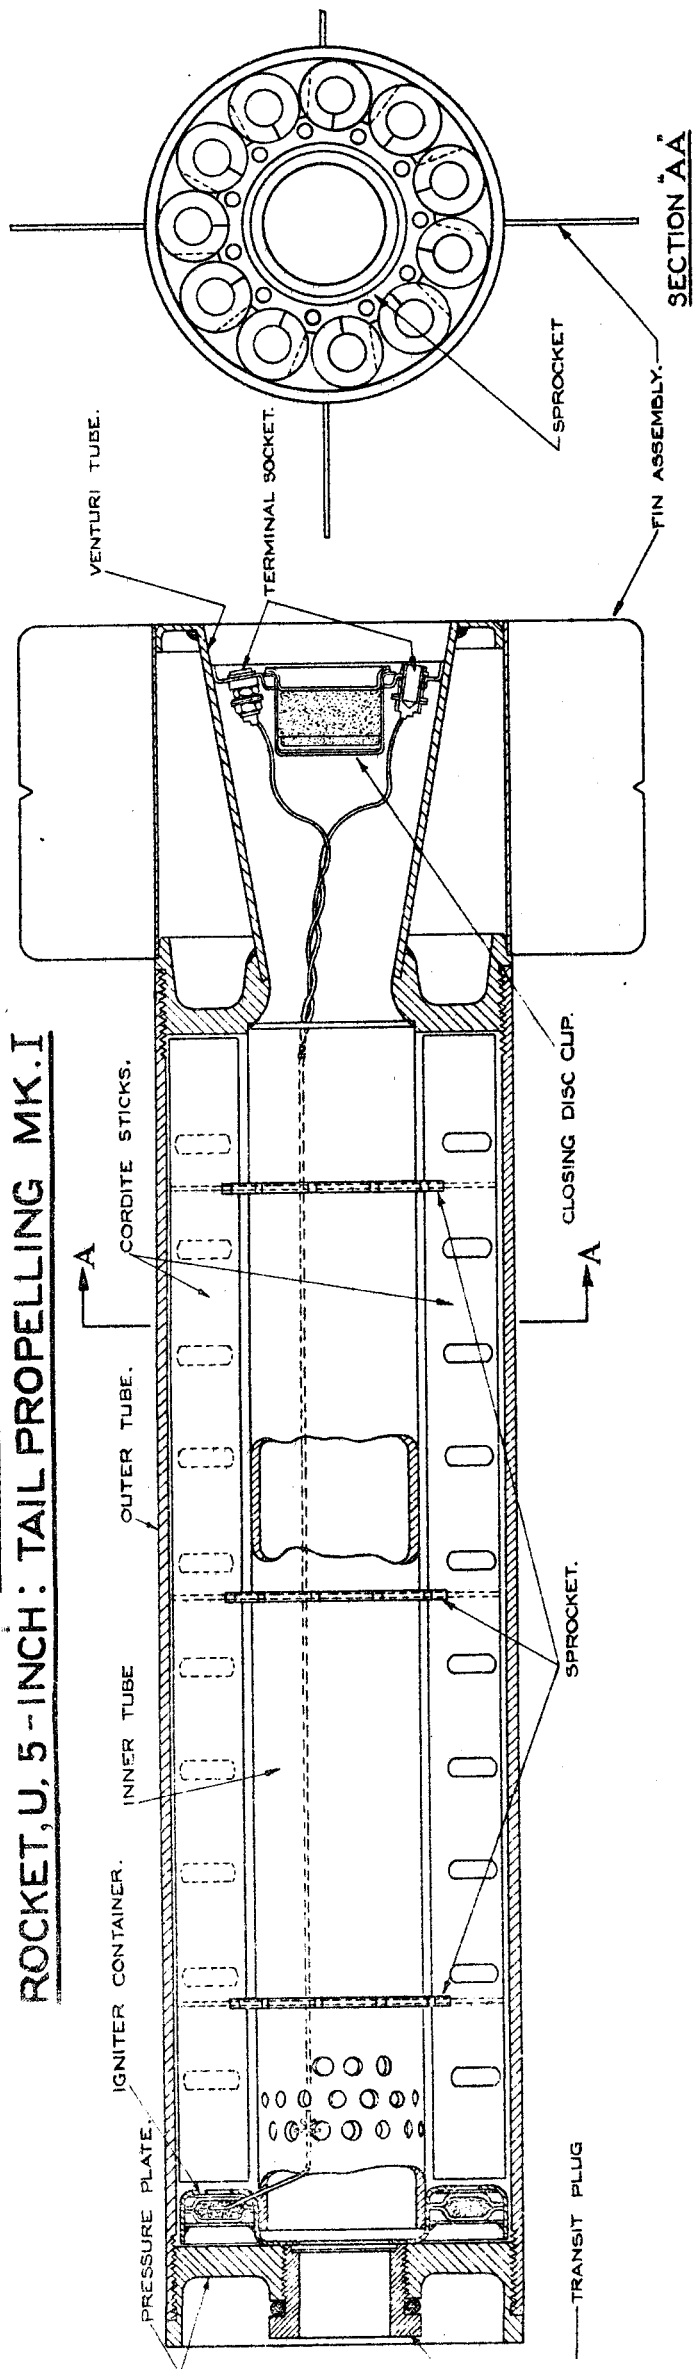 ROCKET, U, 5-INCH: TAIL PROPELLING MK. I
PRESSURE PLATE.
IGNITER CONTAINER.
INNER TUBE
OUTER TUBE.
CORDITE STICKS.
VENTURI TUBE.
TERMINAL SOCKET.
A
A
TRANSIT PLUG
SPROCKET.
CLOSING DISC CUP.
FIN ASSEMBLY.
SPROCKET
SECTION "AA"